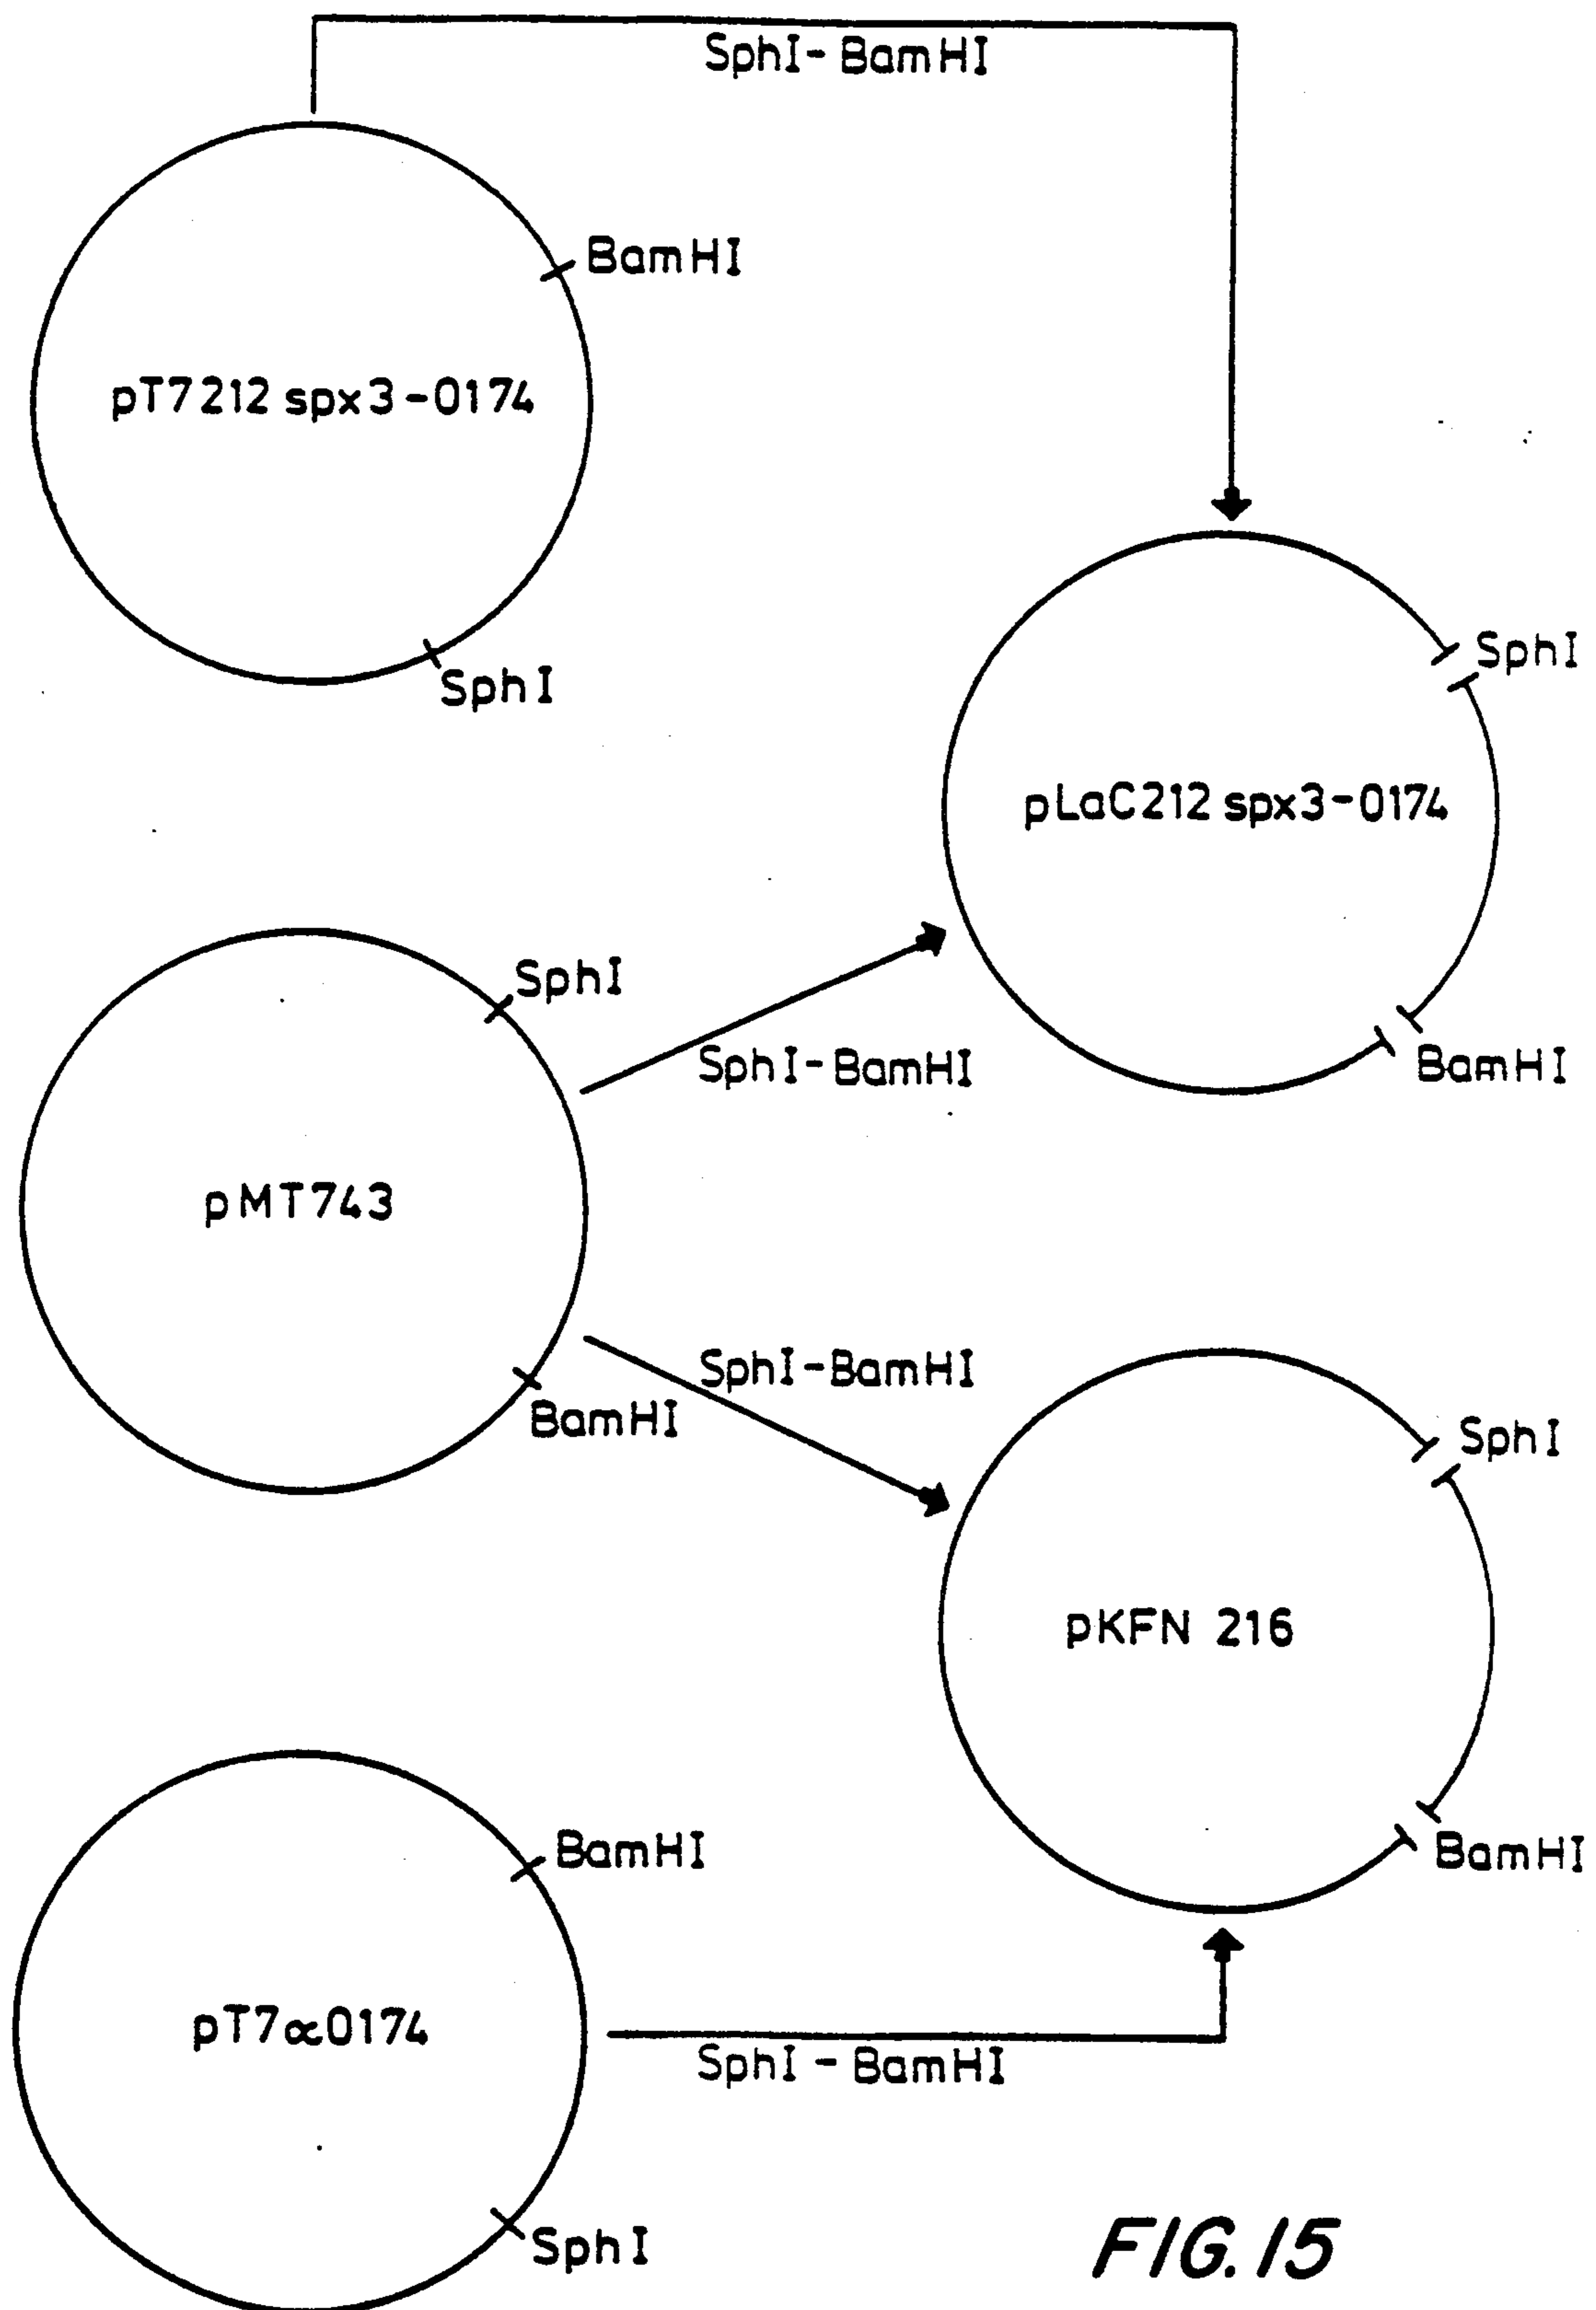 SphI-BamHI
BamHI
pT7212 spx3-0174
SphI
SphI
pLaC212 spx3-0174
BamHI
SphI
SphI-BamHI
pMT743
SphI-BamHI
BamHI
SphI
pKFN 216
BamHI
BamHI
pT7α0174
SphI-BamHI
SphI
FIG. 15